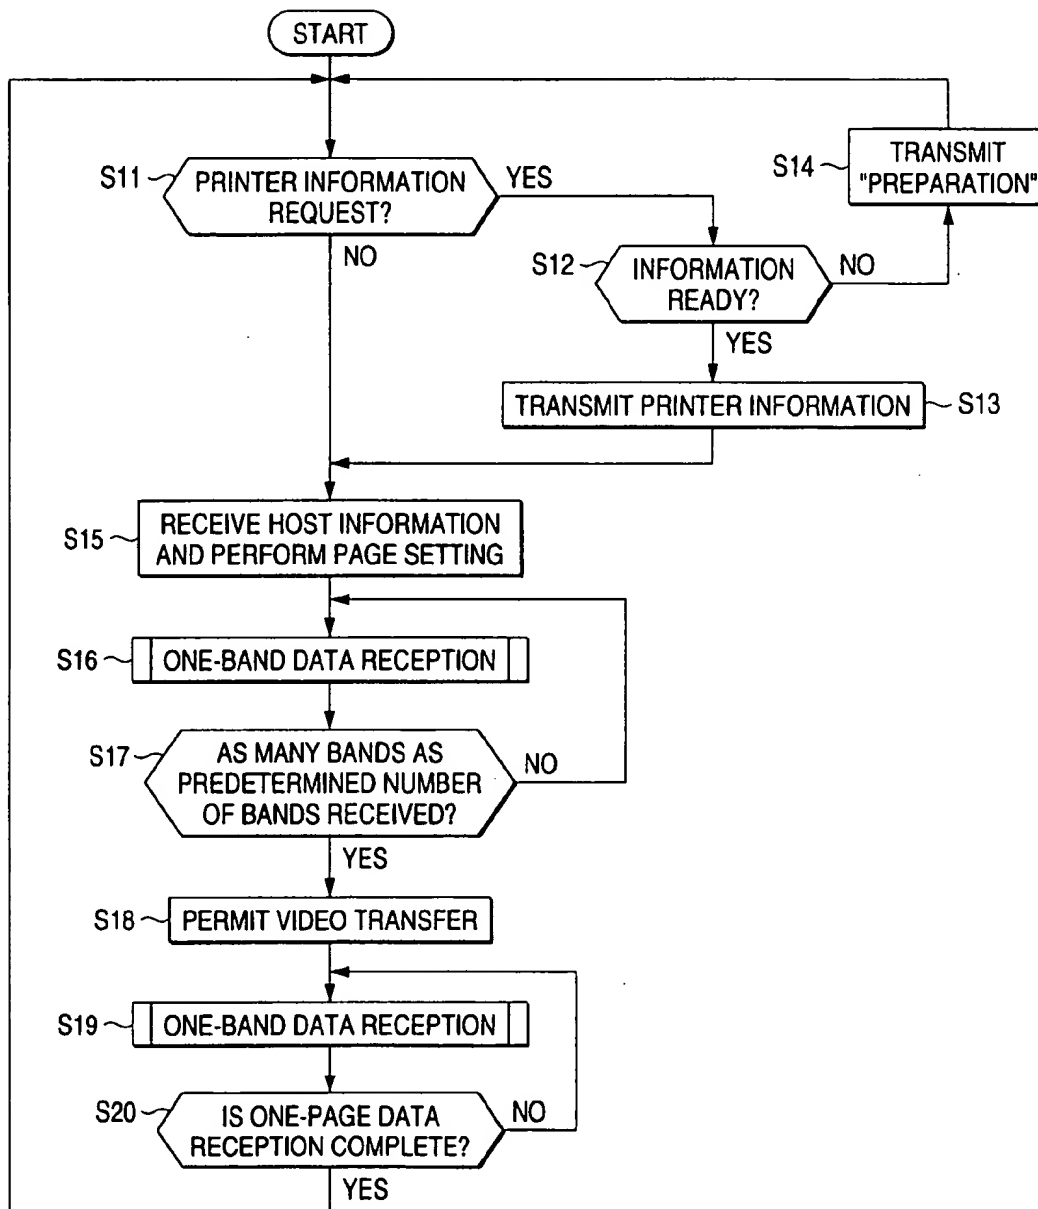 START
S11
PRINTER INFORMATION
REQUEST?
YES
NO
S14
TRANSMIT
"PREPARATION"
S12
INFORMATION
READY?
NO
YES
TRANSMIT PRINTER INFORMATION
S13
S15
RECEIVE HOST INFORMATION
AND PERFORM PAGE SETTING
S16
ONE-BAND DATA RECEPTION
S17
AS MANY BANDS AS
PREDETERMINED NUMBER
OF BANDS RECEIVED?
NO
YES
S18
PERMIT VIDEO TRANSFER
S19
ONE-BAND DATA RECEPTION
S20
IS ONE-PAGE DATA
RECEPTION COMPLETE?
NO
YES